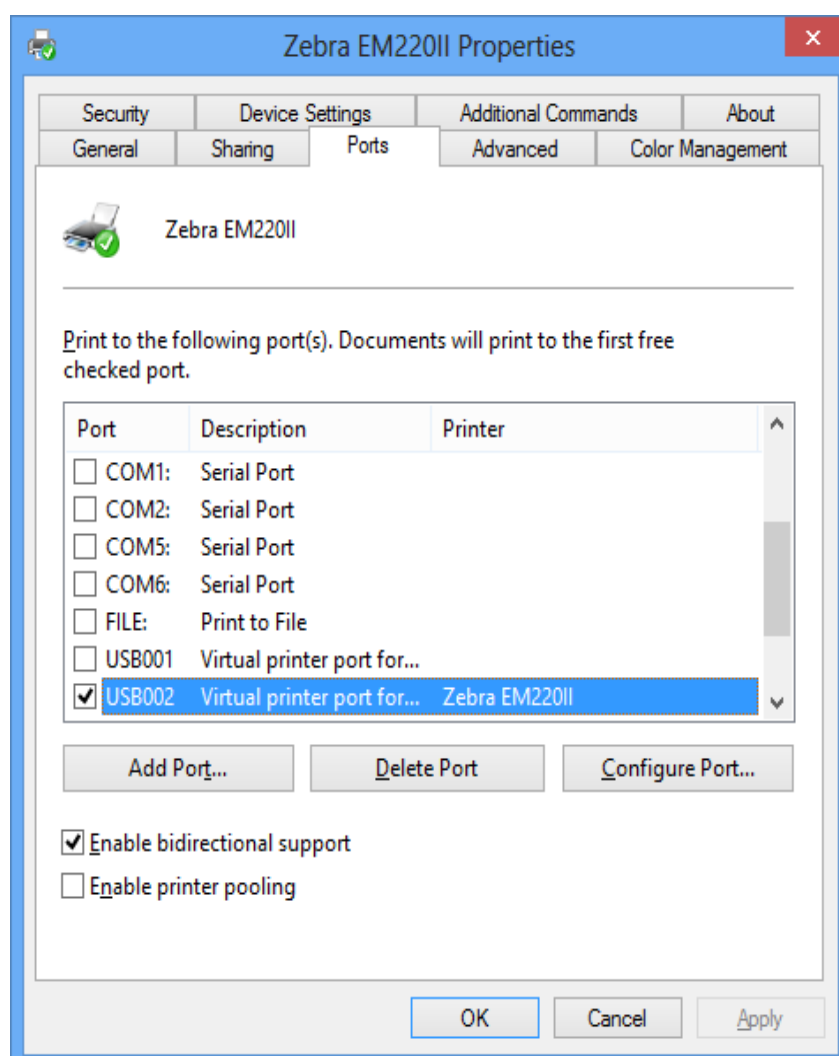 Zebra EM220II Properties
Security Device Settings Additional Commands About
General Sharing Ports Advanced Color Management
Zebra EM220II
Print to the following port(s). Documents will print to the first free
checked port.
Port Description Printer
COM1: Serial Port
COM2: Serial Port
COM5: Serial Port
COM6: Serial Port
FILE: Print to File
USB001 Virtual printer port for...
USB002 Virtual printer port for... Zebra EM220II
Add Port... Delete Port Configure Port...
Enable bidirectional support
Enable printer pooling
OK Cancel Apply